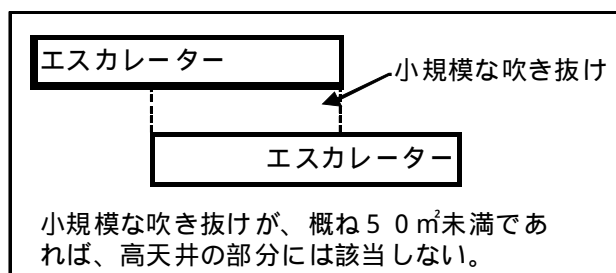 エスカレーター
小規模な吹き抜け
エスカレーター
小規模な吹き抜けが、概ね５０㎡未満であ
れば、高天井の部分には該当しない。